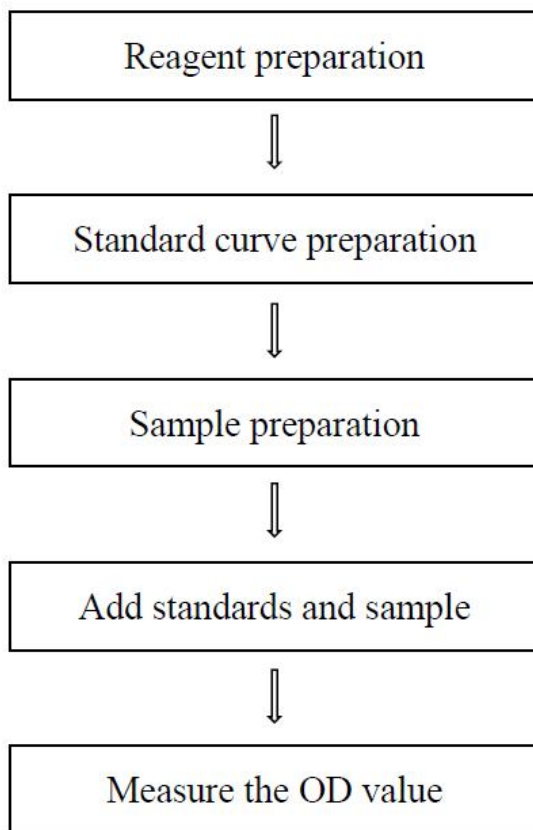 Reagent preparation
Standard curve preparation
Sample preparation
Add standards and sample
Measure the OD value